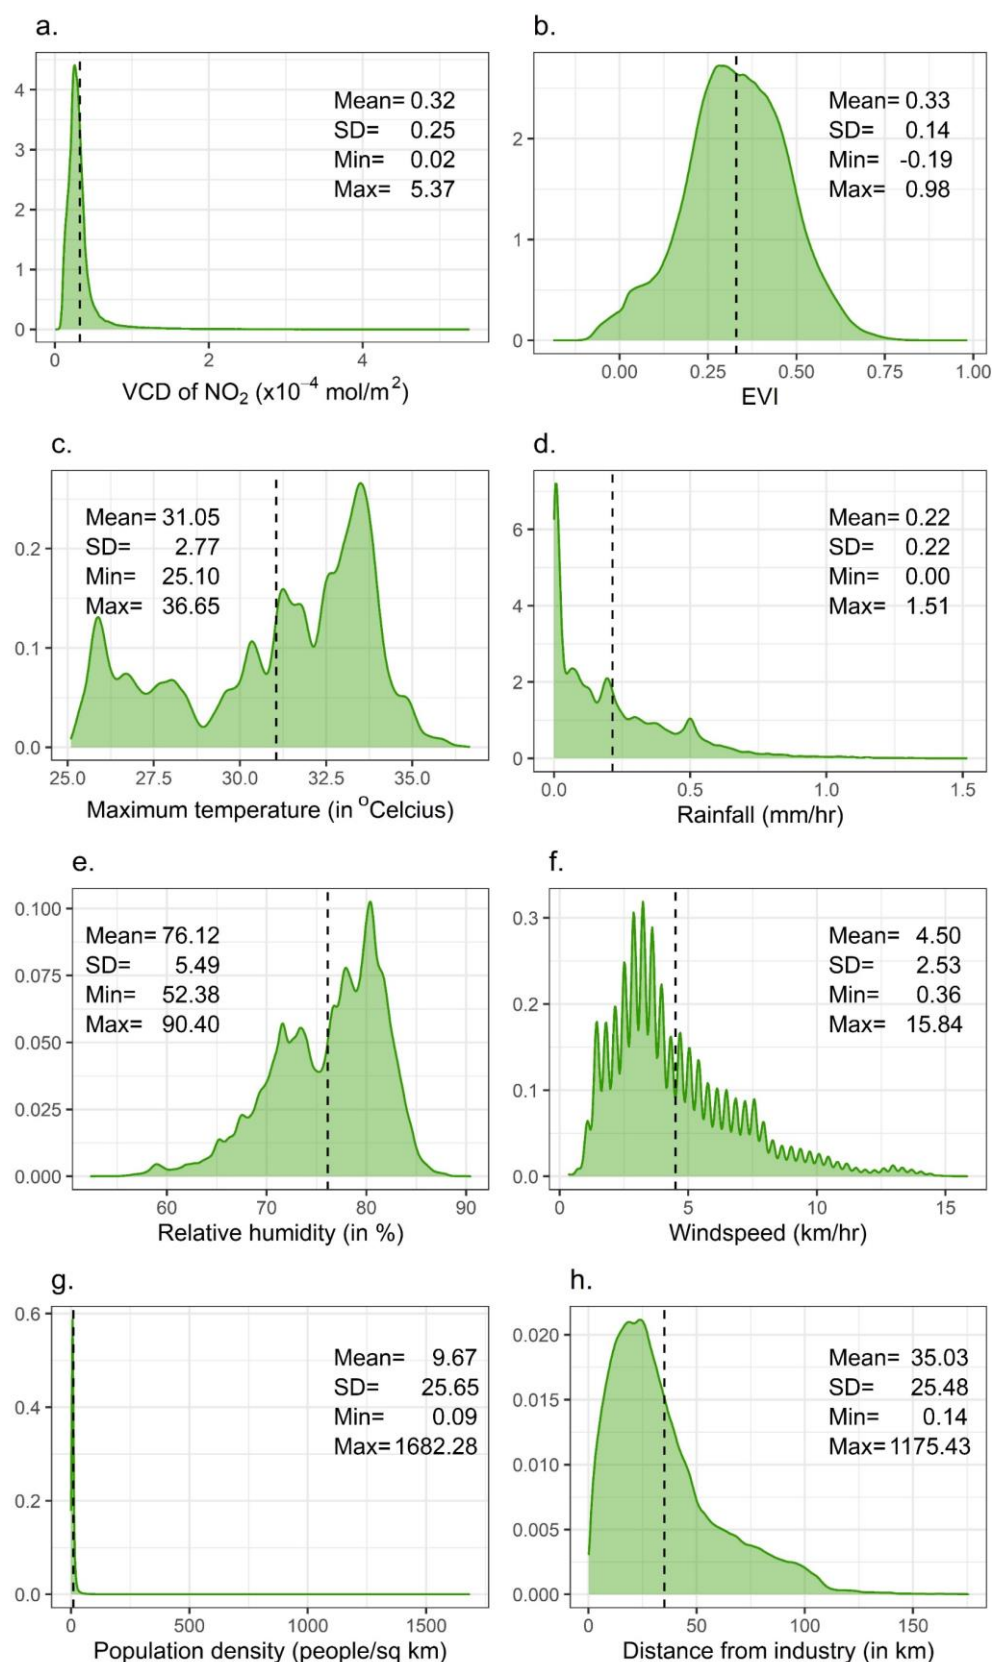 a.
4
3
2
1
0
Mean= 0.32
SD= 0.25
Min= 0.02
Max= 5.37
0 2 4
VCD of NO₂ (x10⁻⁴ mol/m²)
b.
2
1
0
Mean= 0.33
SD= 0.14
Min= -0.19
Max= 0.98
0.00 0.25 0.50 0.75 1.00
EVI
c.
0.2
0.1
0.0
Mean= 31.05
SD= 2.77
Min= 25.10
Max= 36.65
25.0 27.5 30.0 32.5 35.0
Maximum temperature (in ᵒCelcius)
d.
6
4
2
0
Mean= 0.22
SD= 0.22
Min= 0.00
Max= 1.51
0.0 0.5 1.0 1.5
Rainfall (mm/hr)
e.
0.100
0.075
0.050
0.025
0.000
Mean= 76.12
SD= 5.49
Min= 52.38
Max= 90.40
60 70 80 90
Relative humidity (in %)
f.
0.3
0.2
0.1
0.0
Mean= 4.50
SD= 2.53
Min= 0.36
Max= 15.84
0 5 10 15
Windspeed (km/hr)
g.
0.6
0.4
0.2
0.0
Mean= 9.67
SD= 25.65
Min= 0.09
Max= 1682.28
0 500 1000 1500
Population density (people/sq km)
h.
0.020
0.015
0.010
0.005
0.000
Mean= 35.03
SD= 25.48
Min= 0.14
Max= 1175.43
0 50 100 150
Distance from industry (in km)